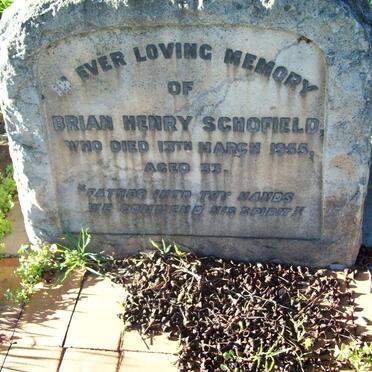 IN EVER LOVING MEMORY
OF
BRIAN HENRY SCHOFIELD,
WHO DIED 13TH MARCH 1955,
AGED 23.
"FATHER INTO THY HANDS
WE COMMEND HIS SPIRIT."